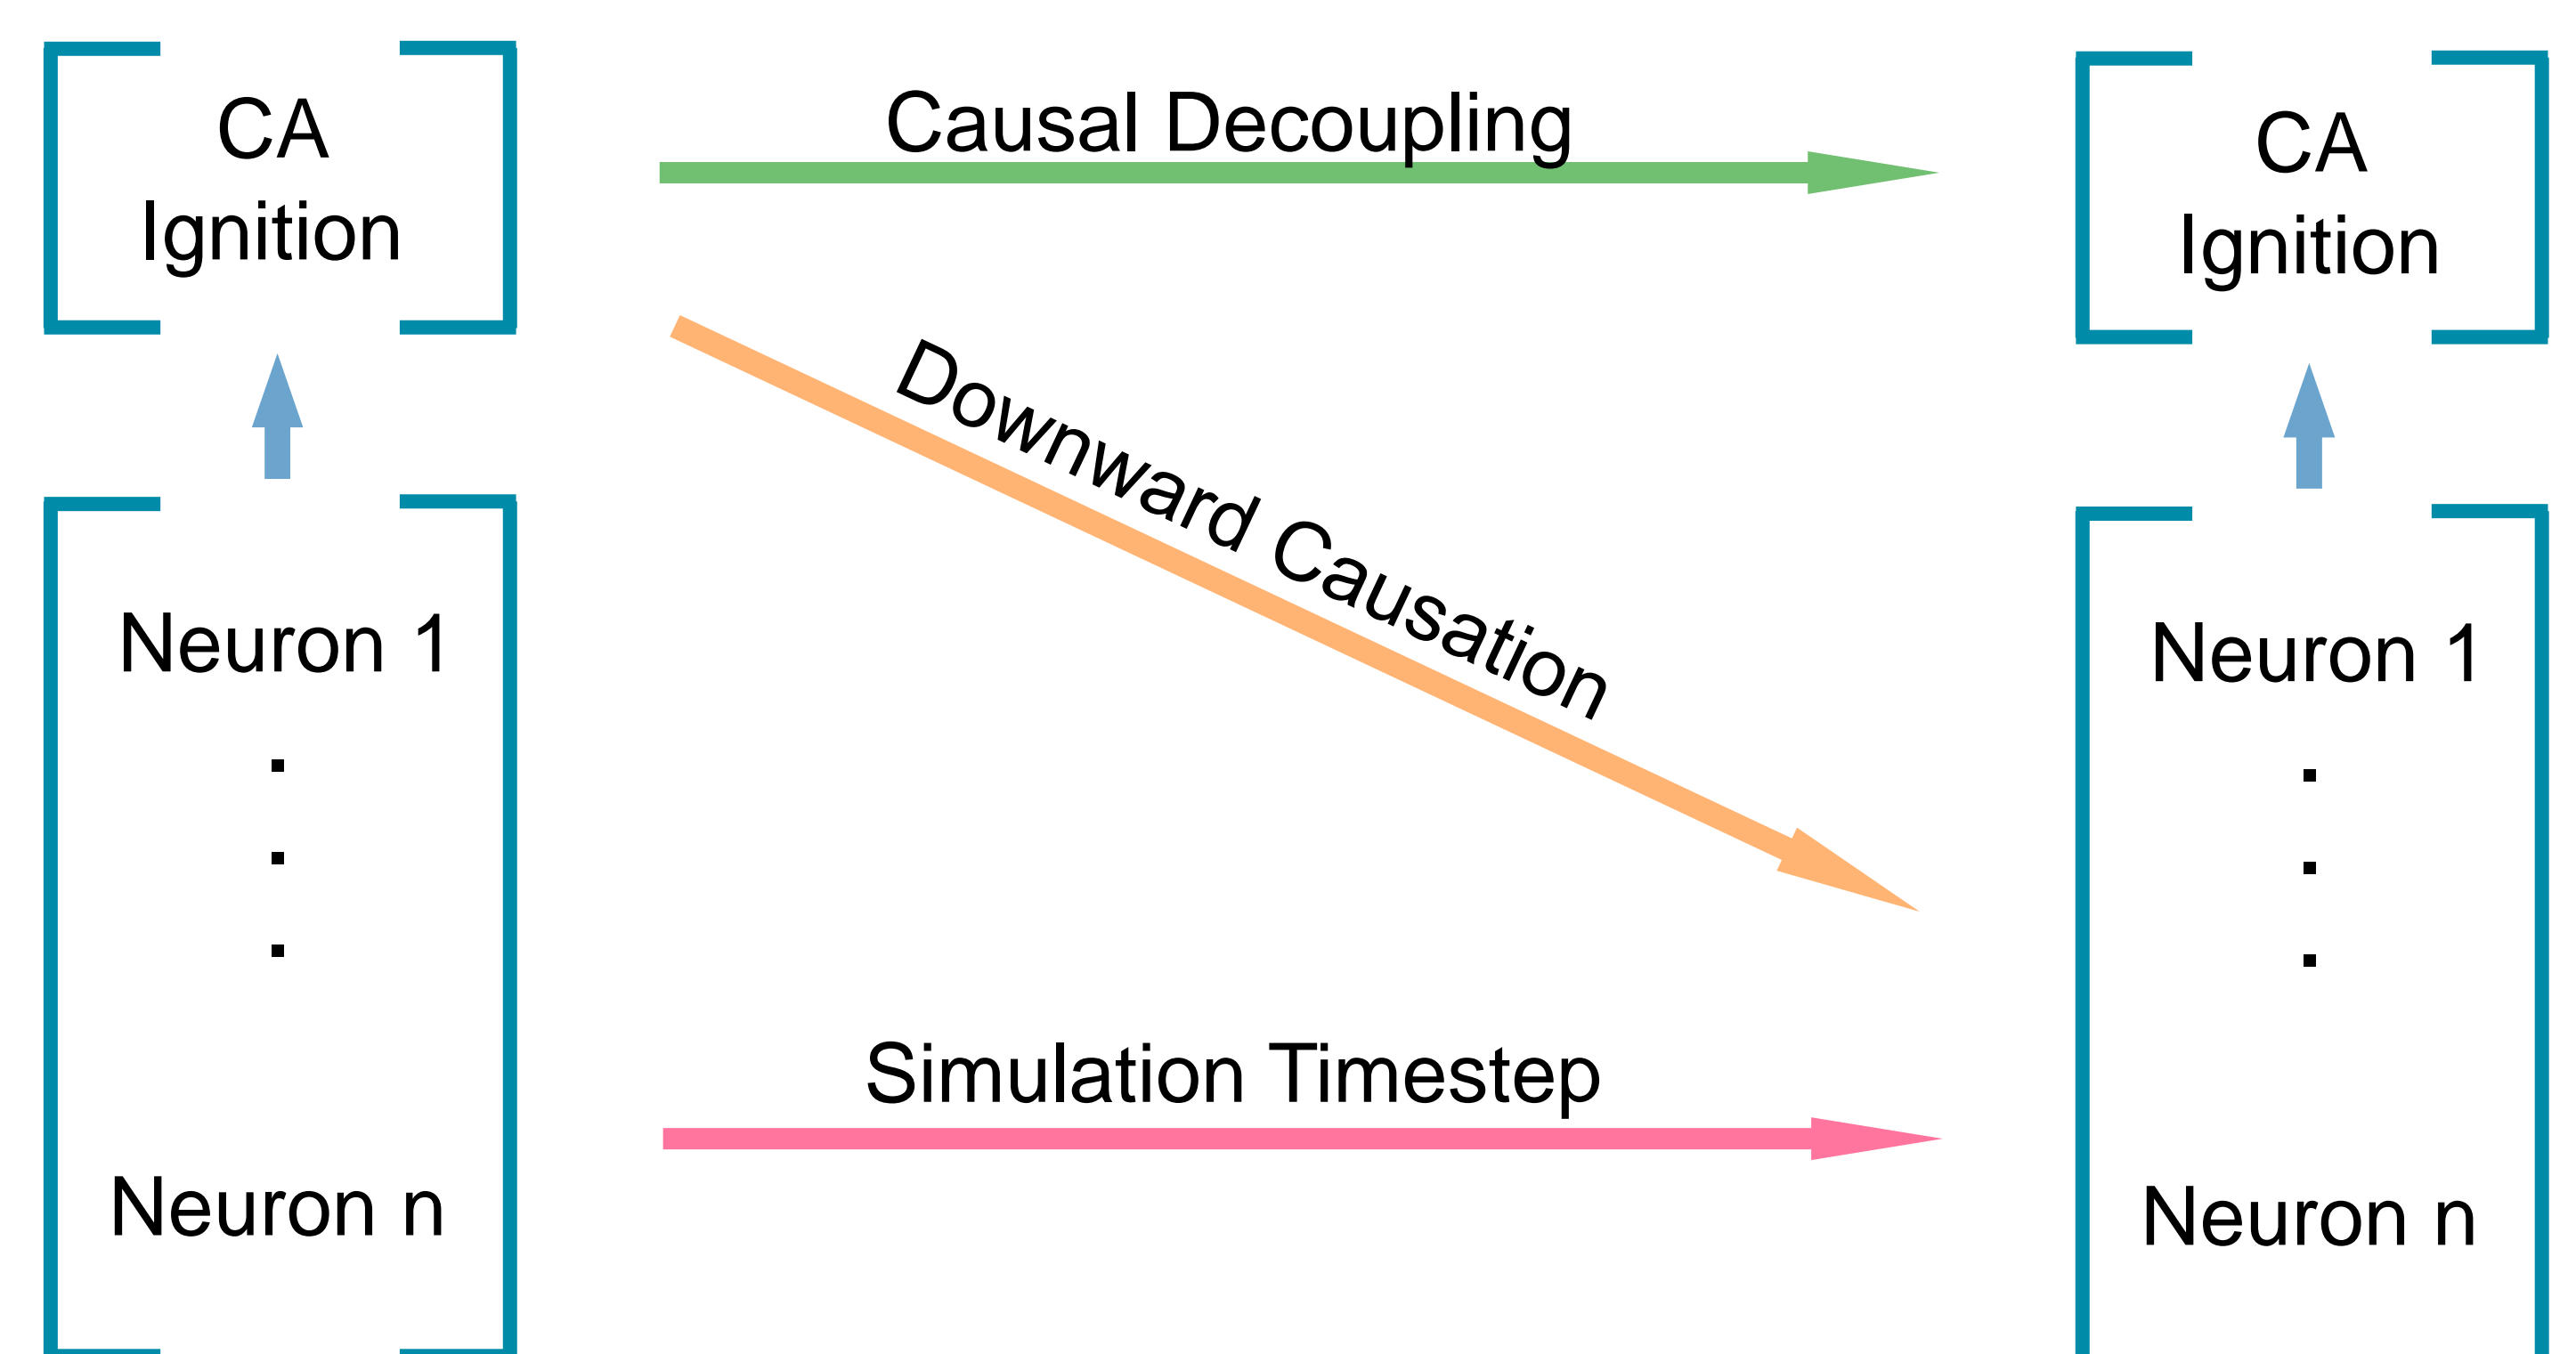 CA
Ignition
Causal Decoupling
CA
Ignition
Downward Causation
Neuron 1
.
.
.
Neuron n
Simulation Timestep
Neuron 1
.
.
.
Neuron n